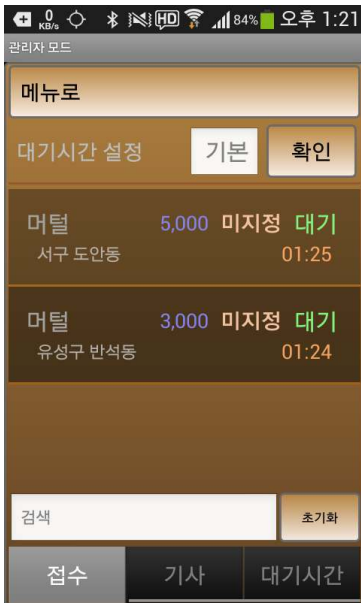 0 KB/s HD 84% 오후 1:21
관리자 모드
메뉴로
대기시간 설정 기본 확인
머털 5,000 미지정 대기
서구 도안동 01:25
머털 3,000 미지정 대기
유성구 반석동 01:24
검색 초기화
접수 기사 대기시간